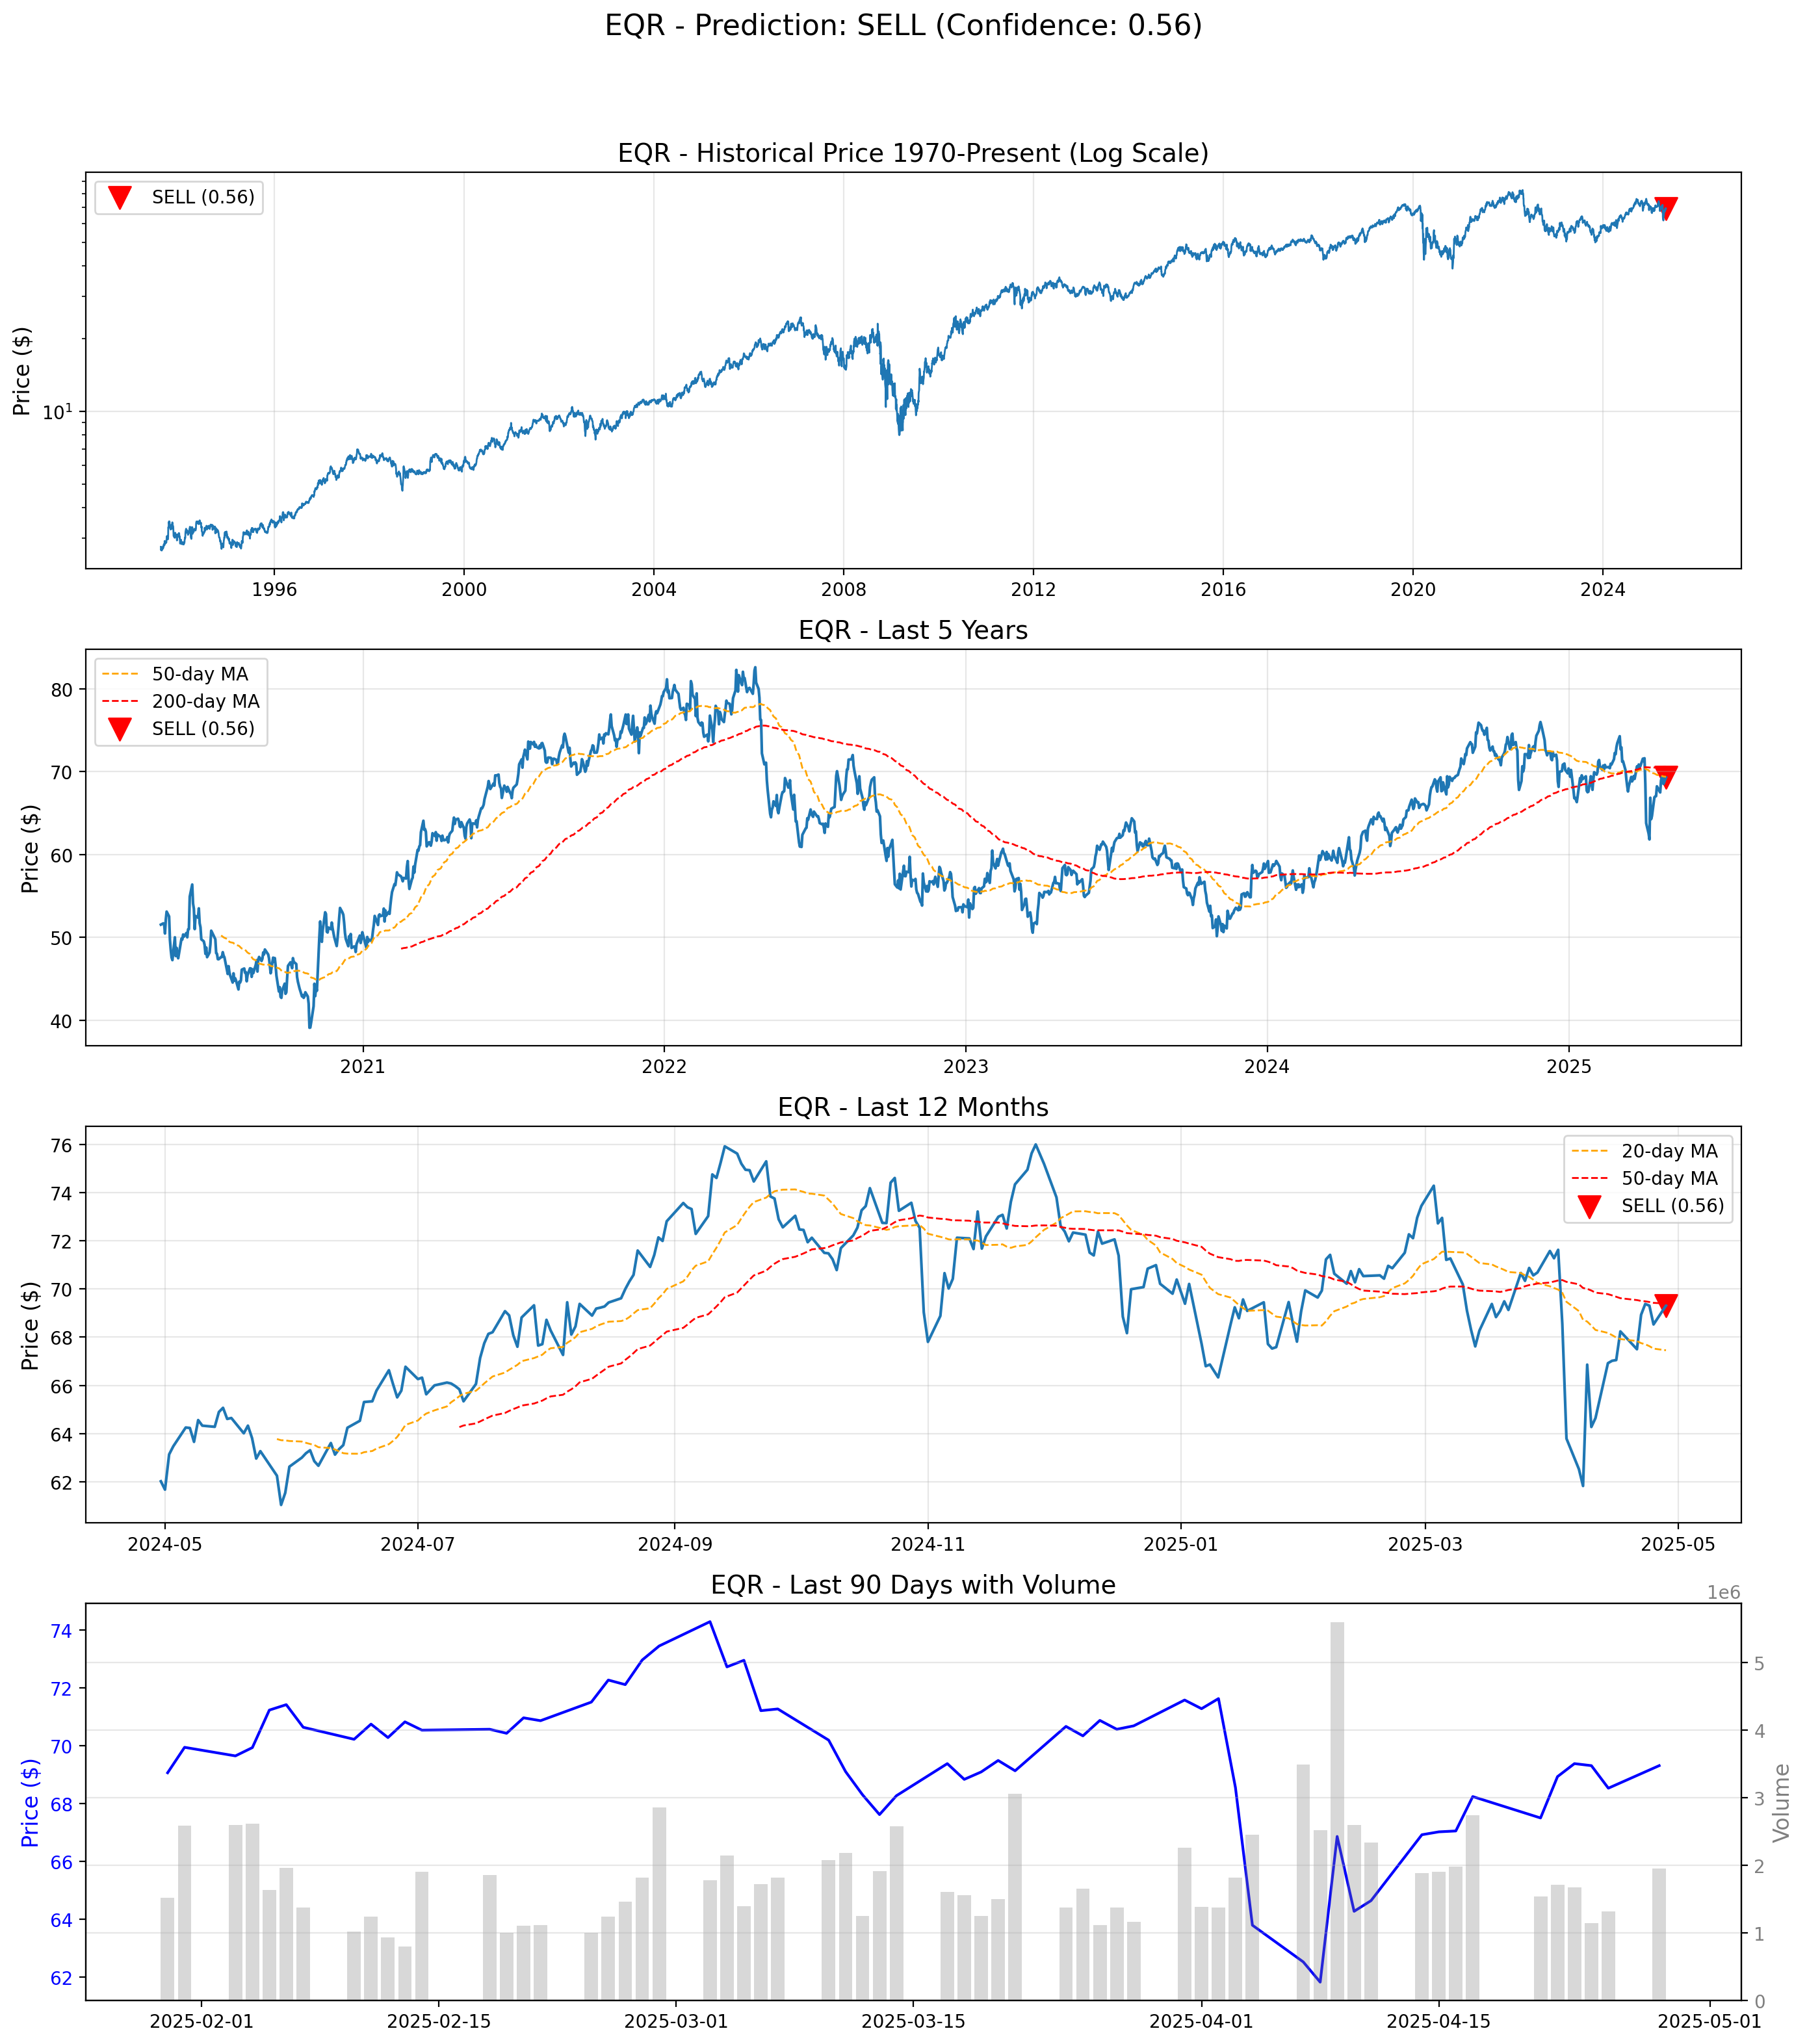 EQR - Prediction: SELL (Confidence: 0.56)
EQR - Historical Price 1970-Present (Log Scale)
SELL (0.56)
Price ($)
10¹
1996 2000 2004 2008 2012 2016 2020 2024
EQR - Last 5 Years
50-day MA
200-day MA
SELL (0.56)
Price ($)
80
70
60
50
40
2021 2022 2023 2024 2025
EQR - Last 12 Months
20-day MA
50-day MA
SELL (0.56)
Price ($)
76
74
72
70
68
66
64
62
2024-05 2024-07 2024-09 2024-11 2025-01 2025-03 2025-05
EQR - Last 90 Days with Volume
1e6
Price ($)
74
72
70
68
66
64
62
5
4
3
2
1
0
Volume
2025-02-01 2025-02-15 2025-03-01 2025-03-15 2025-04-01 2025-04-15 2025-05-01